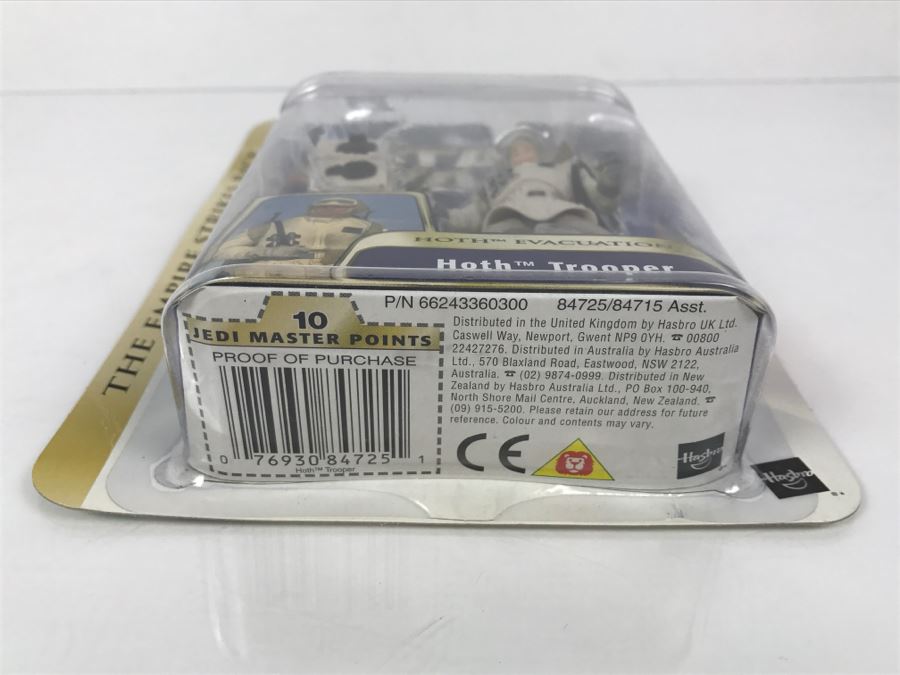 THE EMPIRE STRIKES BACK
HOTH™ EVACUATION
Hoth™ Trooper
P/N 66243360300 84725/84715 Asst.
10
JEDI MASTER POINTS
PROOF OF PURCHASE
0 76930 84725 1
Hoth™ Trooper
Distributed in the United Kingdom by Hasbro UK Ltd.
Caswell Way, Newport, Gwent NP9 0YH. ☎ 00800
22427276. Distributed in Australia by Hasbro Australia
Ltd., 570 Blaxland Road, Eastwood, NSW 2122,
Australia. ☎ (02) 9874-0999. Distributed in New
Zealand by Hasbro Australia Ltd., PO Box 100-940,
North Shore Mail Centre, Auckland, New Zealand. ☎
(09) 915-5200. Please retain our address for future
reference. Colour and contents may vary.
CE
Hasbro
Hasbro